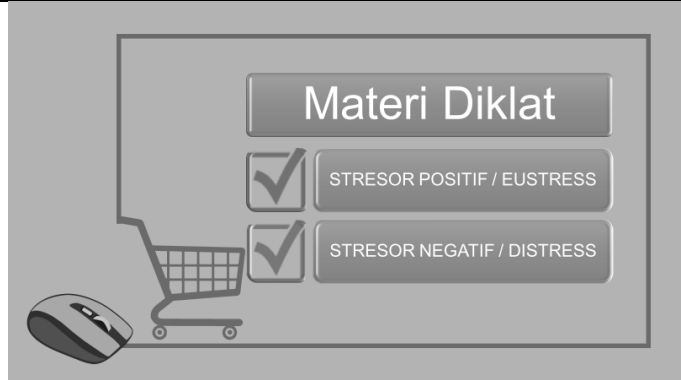 Materi Diklat
STRESOR POSITIF / EUSTRESS
STRESOR NEGATIF / DISTRESS